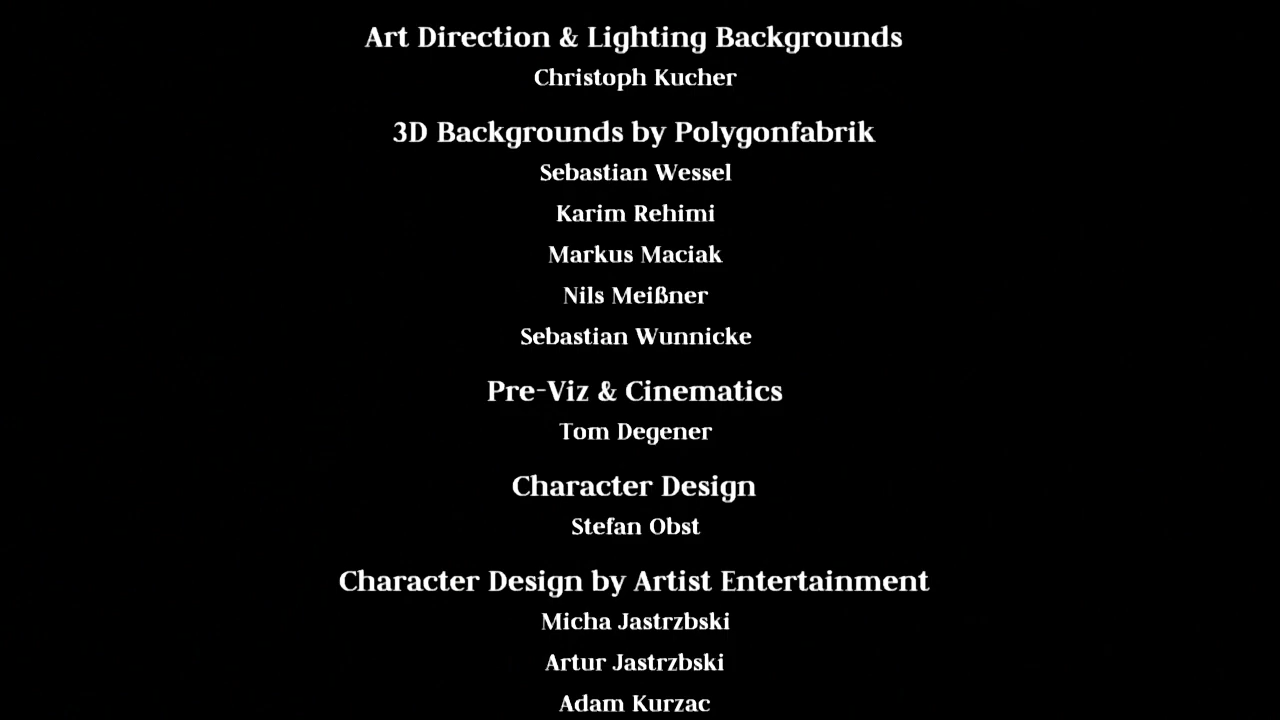 Art Direction & Lighting Backgrounds
Christoph Kucher
3D Backgrounds by Polygonfabrik
Sebastian Wessel
Karim Rehimi
Markus Maciak
Nils Meißner
Sebastian Wunnicke
Pre-Viz & Cinematics
Tom Degener
Character Design
Stefan Obst
Character Design by Artist Entertainment
Micha Jastrzbski
Artur Jastrzbski
Adam Kurzac